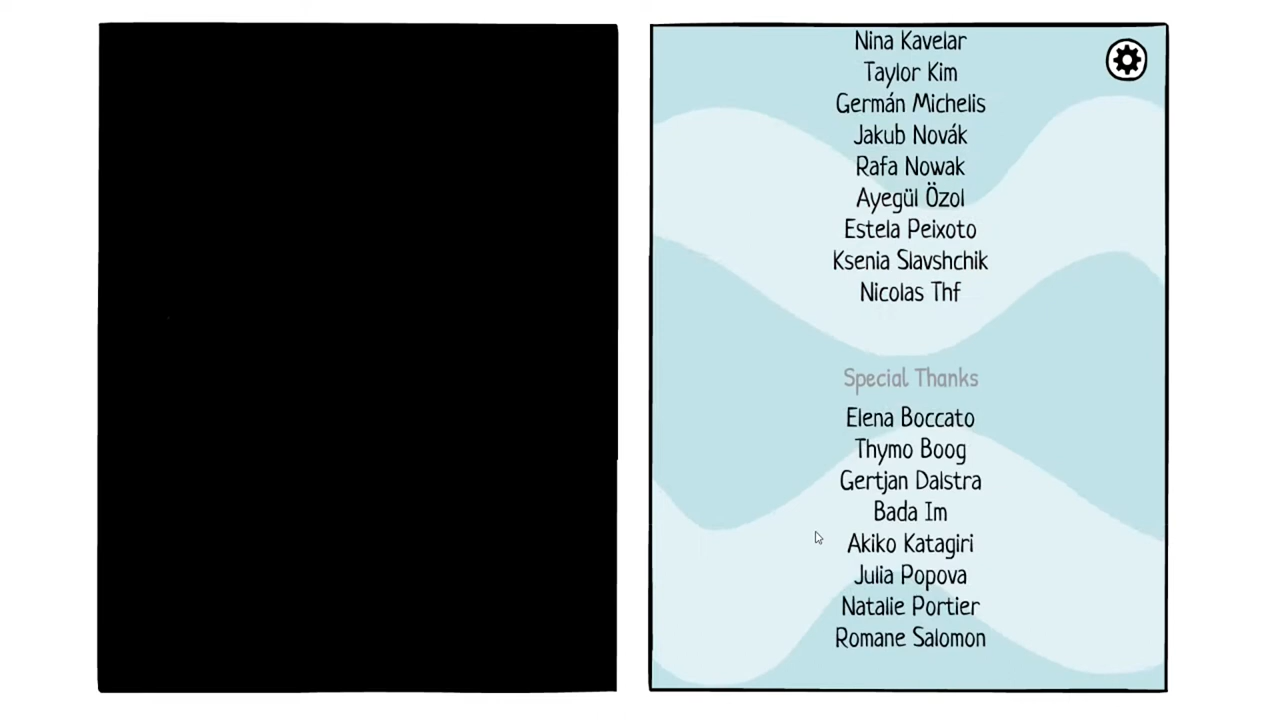 Nina Kavelar
Taylor Kim
Germán Michelis
Jakub Novák
Rafa Nowak
Ayegül Özol
Estela Peixoto
Ksenia Slavshchik
Nicolas Thf
Special Thanks
Elena Boccato
Thymo Boog
Gertjan Dalstra
Bada Im
Akiko Katagiri
Julia Popova
Natalie Portier
Romane Salomon